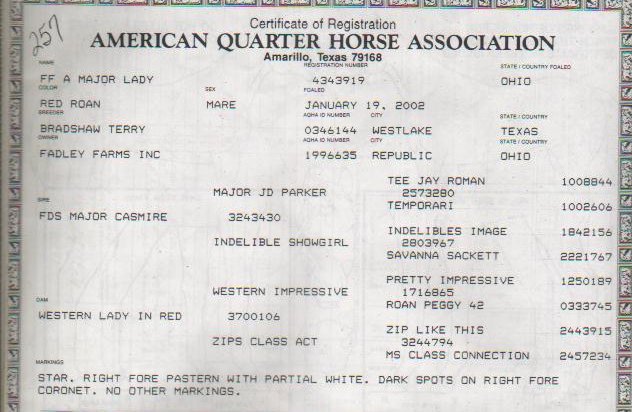 257
Certificate of Registration
AMERICAN QUARTER HORSE ASSOCIATION
Amarillo, Texas 79168
NAME REGISTRATION NUMBER STATE / COUNTRY FOALED
FF A MAJOR LADY 4343919 OHIO
COLOR SEX FOALED
RED ROAN MARE JANUARY 19, 2002
BREEDER AQHA ID NUMBER CITY STATE / COUNTRY
BRADSHAW TERRY 0346144 WESTLAKE TEXAS
OWNER AQHA ID NUMBER CITY STATE / COUNTRY
FADLEY FARMS INC 1996635 REPUBLIC OHIO
TEE JAY ROMAN 1008844
MAJOR JD PARKER 2573280
TEMPORARI 1002606
SIRE
FDS MAJOR CASMIRE 3243430
INDELIBLES IMAGE 1842156
INDELIBLE SHOWGIRL 2803967
SAVANNA SACKETT 2221767
PRETTY IMPRESSIVE 1250189
WESTERN IMPRESSIVE 1716865
ROAN PEGGY 42 0333745
DAM
WESTERN LADY IN RED 3700106
ZIP LIKE THIS 2443915
ZIPS CLASS ACT 3244794
MS CLASS CONNECTION 2457234
MARKINGS
STAR. RIGHT FORE PASTERN WITH PARTIAL WHITE. DARK SPOTS ON RIGHT FORE
CORONET. NO OTHER MARKINGS.